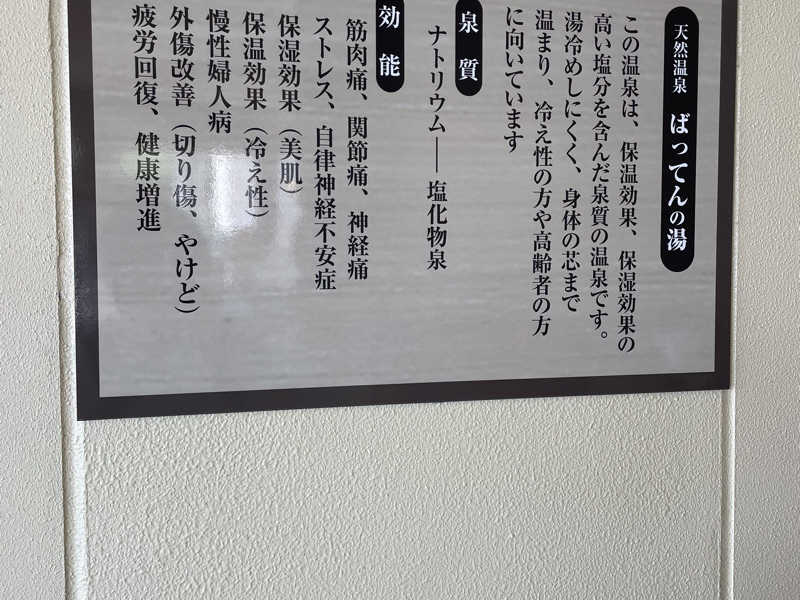 天然温泉 ばってんの湯
この温泉は、保温効果、保湿効果の
高い塩分を含んだ泉質の温泉です。
湯冷めしにくく、身体の芯まで
温まり、冷え性の方や高齢者の方
に向いています
泉質
ナトリウム―塩化物泉
効能
筋肉痛、関節痛、神経痛
ストレス、自律神経不安症
保湿効果（美肌）
保温効果（冷え性）
慢性婦人病
外傷改善（切り傷、やけど）
疲労回復、健康増進